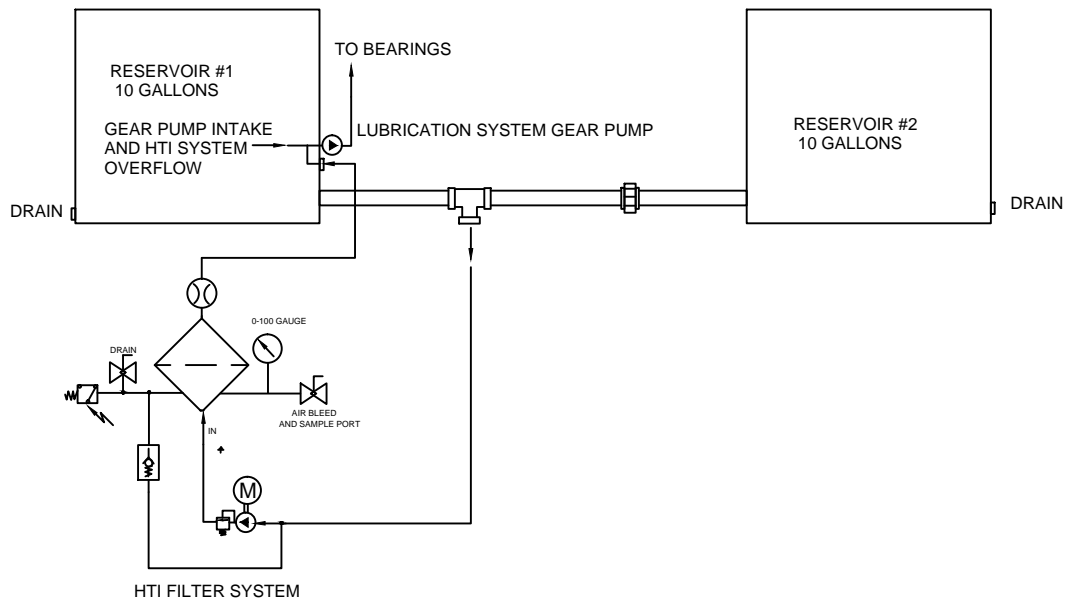 TO BEARINGS
RESERVOIR #1
10 GALLONS
GEAR PUMP INTAKE
AND HTI SYSTEM
OVERFLOW
LUBRICATION SYSTEM GEAR PUMP
RESERVOIR #2
10 GALLONS
DRAIN
DRAIN
0-100 GAUGE
DRAIN
AIR BLEED
AND SAMPLE PORT
IN
M
HTI FILTER SYSTEM